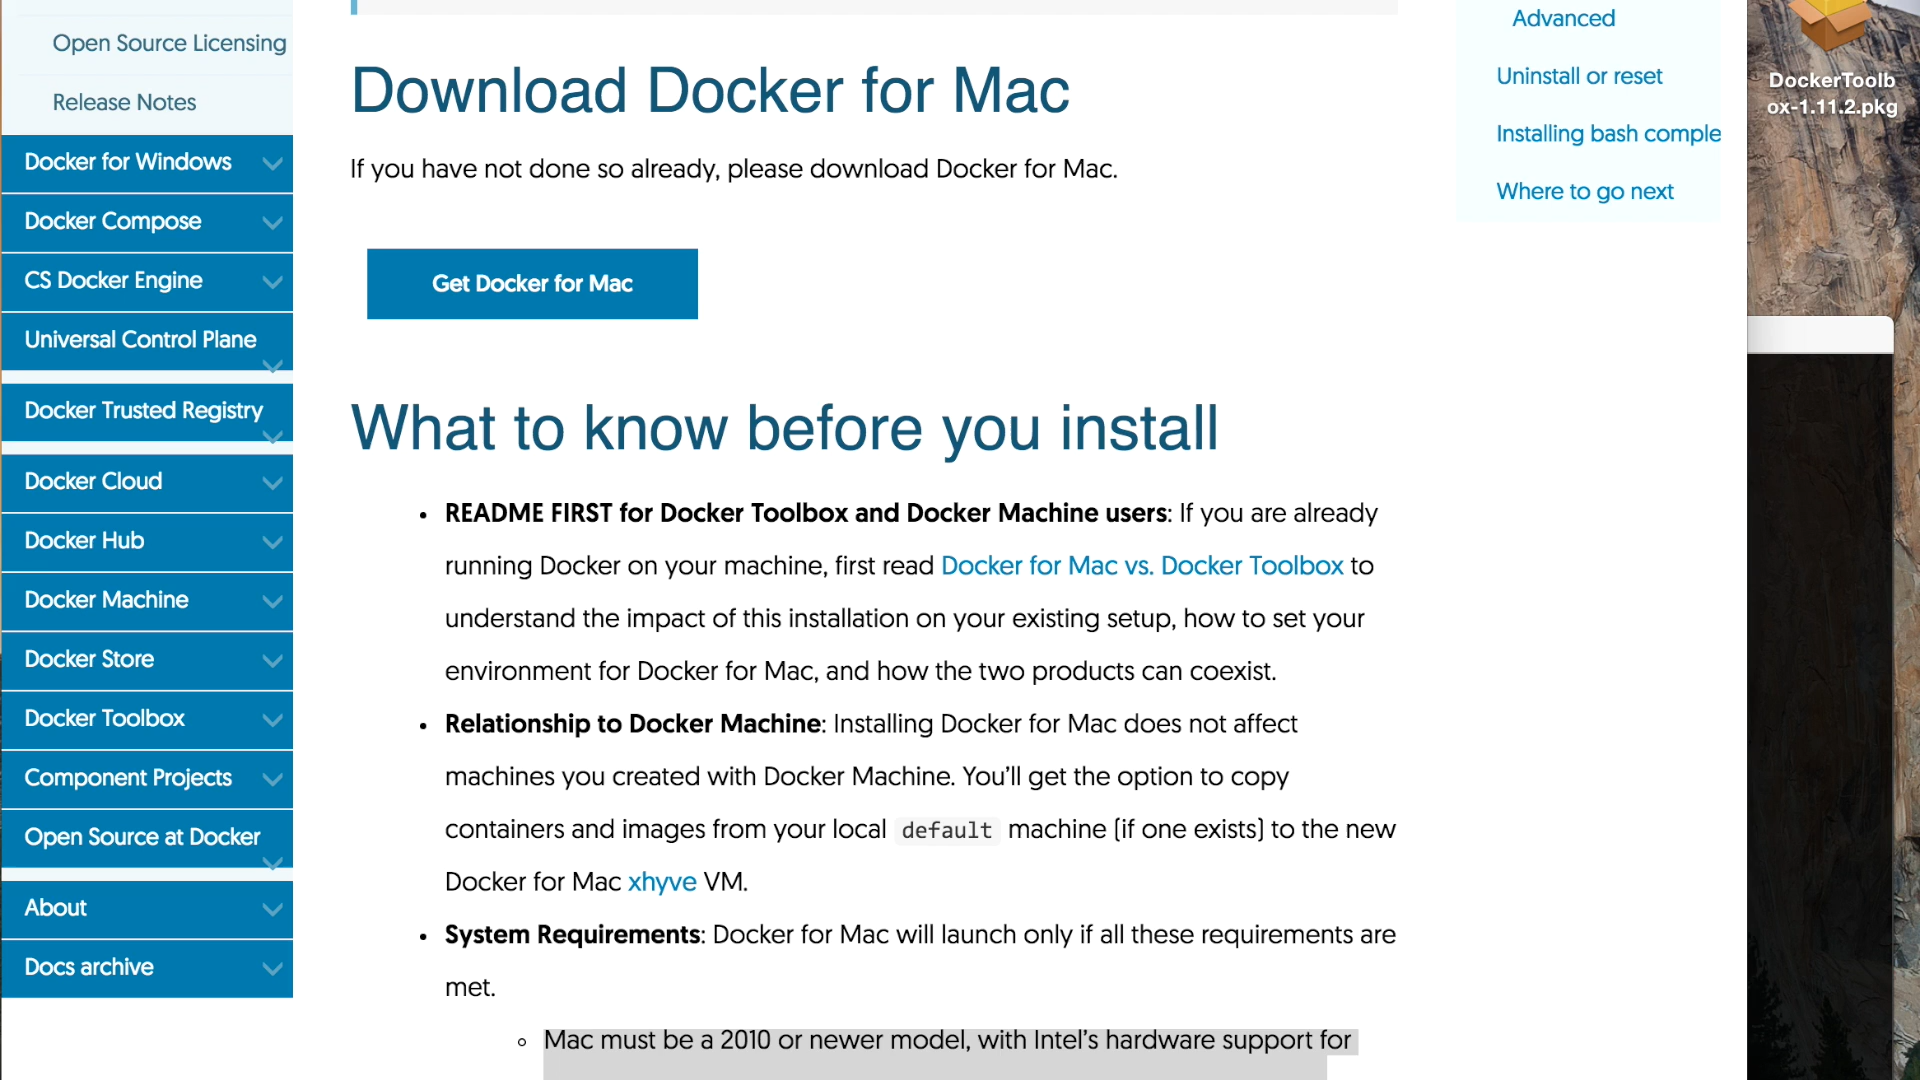 Open Source Licensing
Release Notes
Docker for Windows
Docker Compose
CS Docker Engine
Universal Control Plane
Docker Trusted Registry
Docker Cloud
Docker Hub
Docker Machine
Docker Store
Docker Toolbox
Component Projects
Open Source at Docker
About
Docs archive
Download Docker for Mac
If you have not done so already, please download Docker for Mac.
Get Docker for Mac
What to know before you install
• README FIRST for Docker Toolbox and Docker Machine users: If you are already
running Docker on your machine, first read Docker for Mac vs. Docker Toolbox to
understand the impact of this installation on your existing setup, how to set your
environment for Docker for Mac, and how the two products can coexist.
• Relationship to Docker Machine: Installing Docker for Mac does not affect
machines you created with Docker Machine. You’ll get the option to copy
containers and images from your local default machine (if one exists) to the new
Docker for Mac xhyve VM.
• System Requirements: Docker for Mac will launch only if all these requirements are
met.
◦ Mac must be a 2010 or newer model, with Intel’s hardware support for
Advanced
Uninstall or reset
Installing bash comple
Where to go next
DockerToolb
ox-1.11.2.pkg